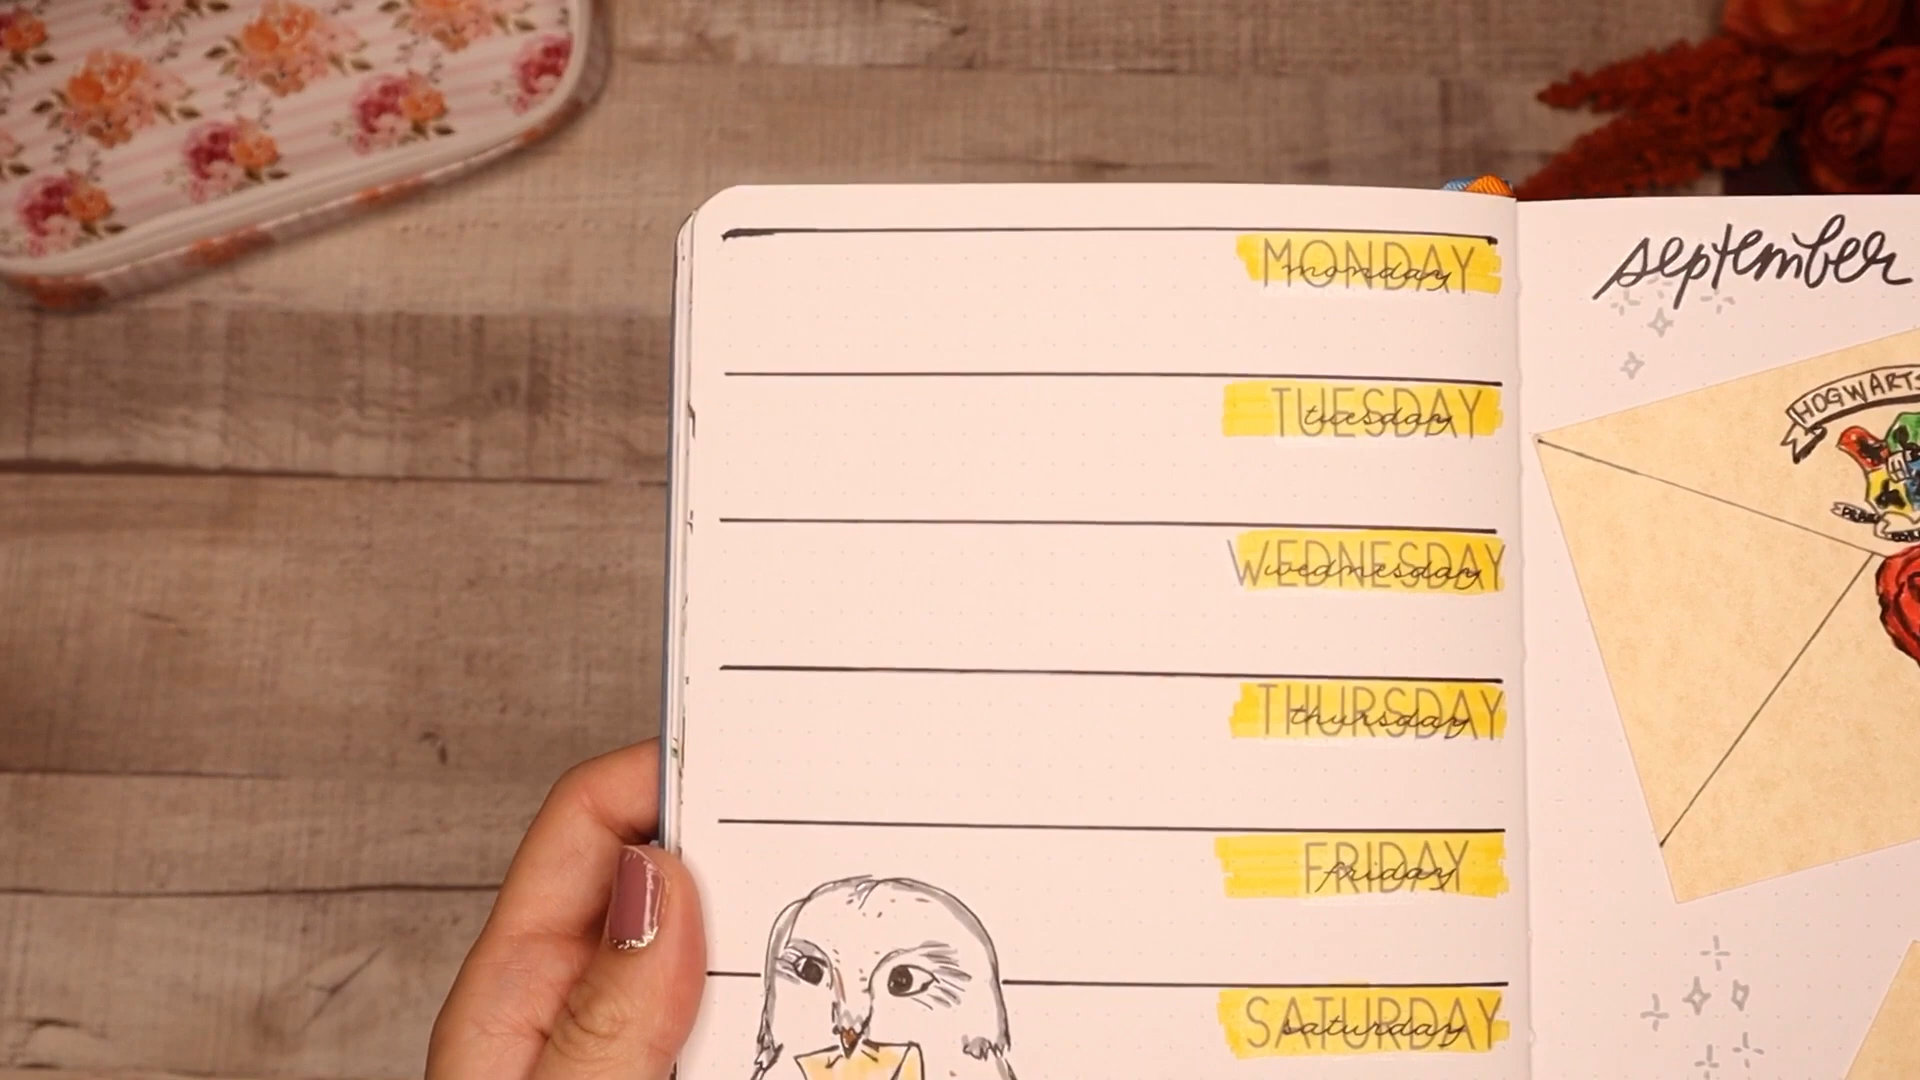 MONDAY
monday
TUESDAY
tuesday
WEDNESDAY
wednesday
THURSDAY
thursday
FRIDAY
friday
SATURDAY
saturday
september
HOGWARTS